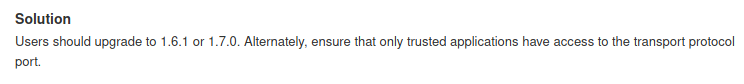 Solution
Users should upgrade to 1.6.1 or 1.7.0. Alternately, ensure that only trusted applications have access to the transport protocol
port.